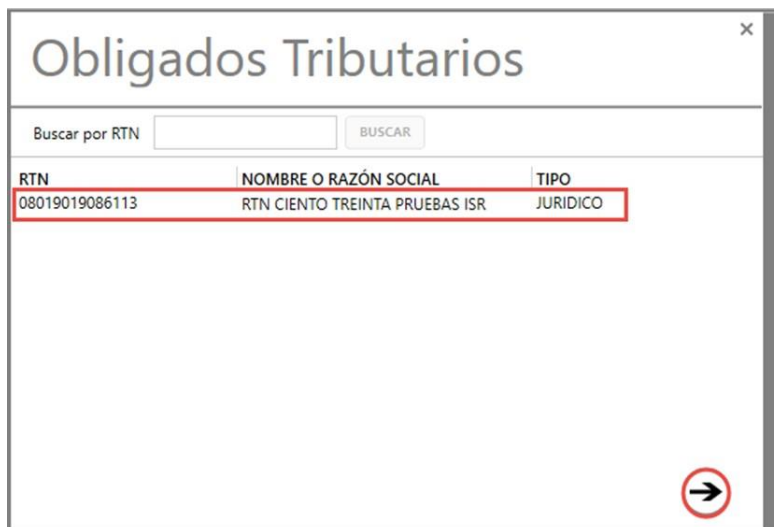 Obligados Tributarios
Buscar por RTN BUSCAR
RTN NOMBRE O RAZÓN SOCIAL TIPO
08019019086113 RTN CIENTO TREINTA PRUEBAS ISR JURIDICO